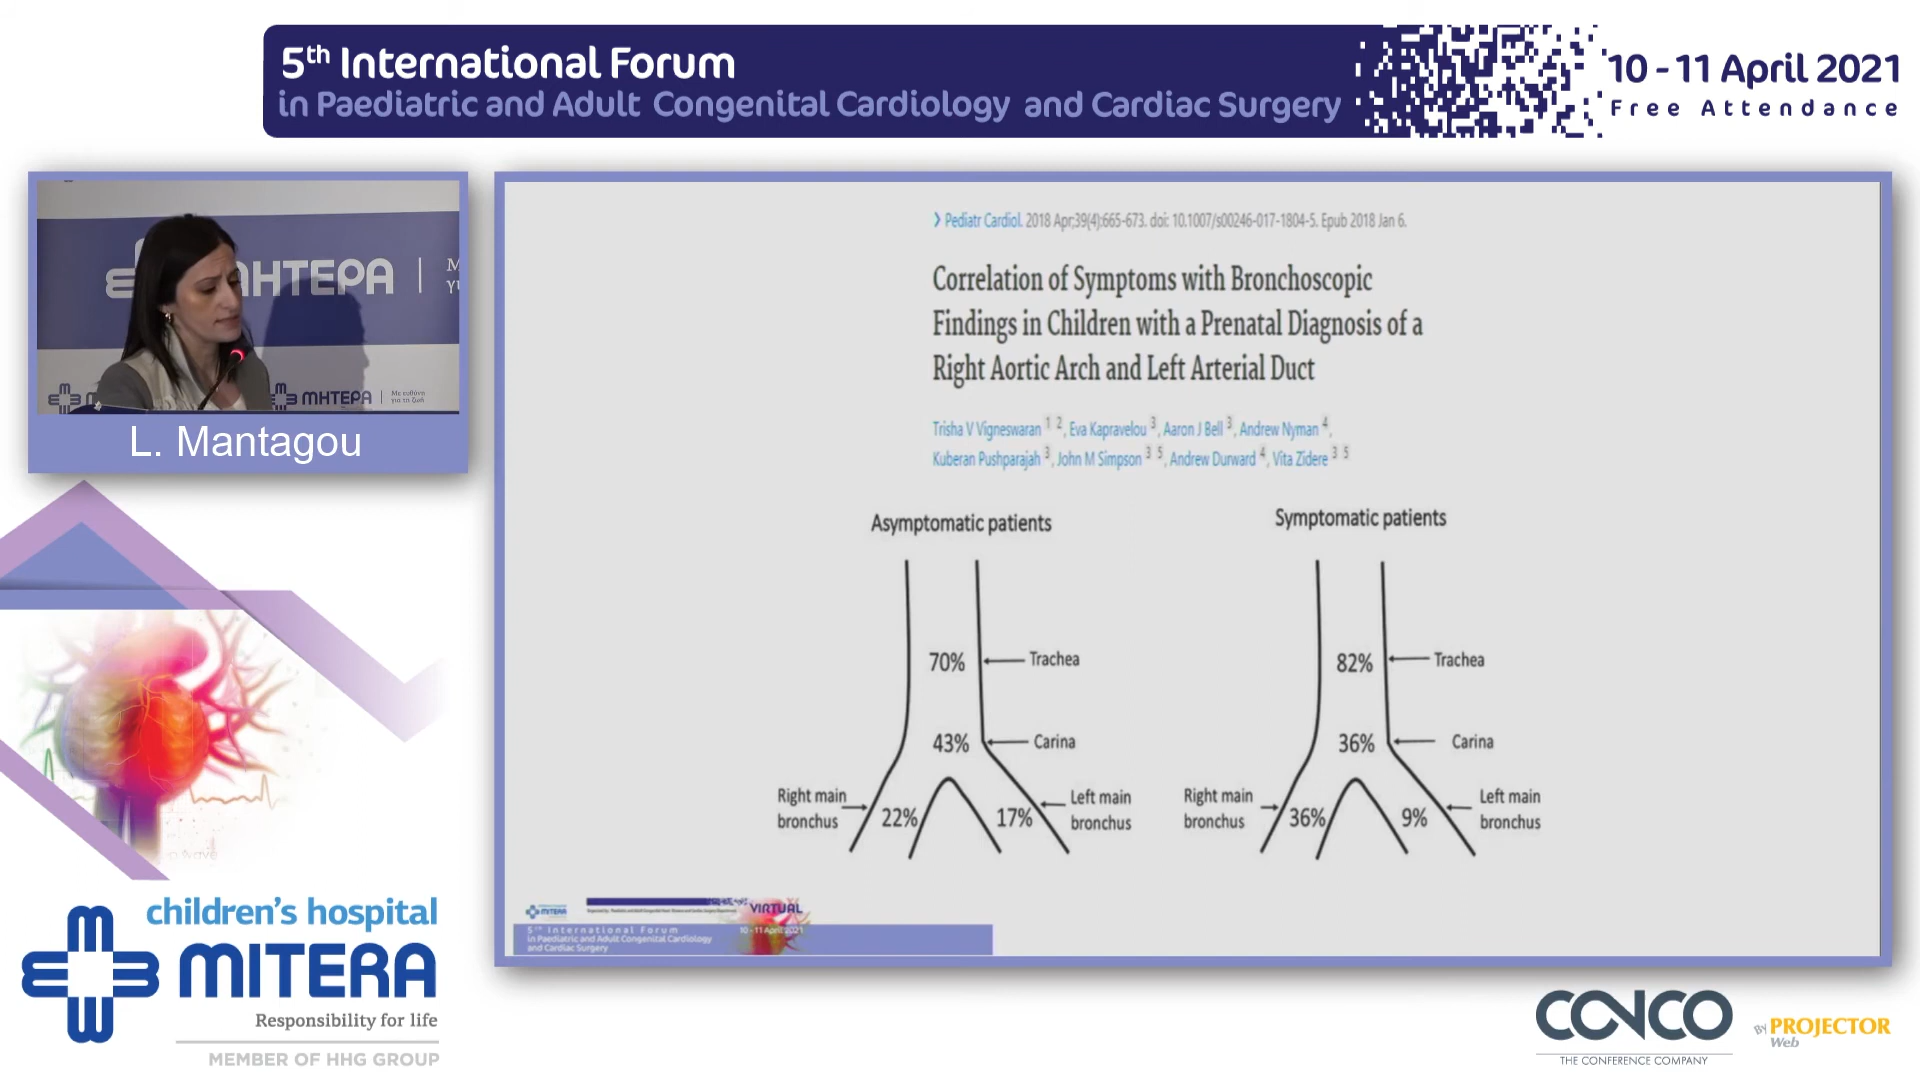 5th International Forum
in Paediatric and Adult Congenital Cardiology and Cardiac Surgery
10 - 11 April 2021
Free Attendance
ΜΗΤΕΡΑ
ΜΗΤΕΡΑ
Με ευθύνη
για τη ζωή
L. Mantagou
children's hospital
MITERA
Responsibility for life
MEMBER OF HHG GROUP
❯ Pediatr Cardiol. 2018 Apr;39(4):665-673. doi: 10.1007/s00246-017-1804-5. Epub 2018 Jan 6.
Correlation of Symptoms with Bronchoscopic
Findings in Children with a Prenatal Diagnosis of a
Right Aortic Arch and Left Arterial Duct
Trisha V Vigneswaran 1 2, Eva Kapravelou 3, Aaron J Bell 3, Andrew Nyman 4,
Kuberan Pushparajah 3, John M Simpson 3 5, Andrew Durward 4, Vita Zidere 3 5
Asymptomatic patients
70%
Trachea
43%
Carina
Right main
bronchus
22%
17%
Left main
bronchus
Symptomatic patients
82%
Trachea
36%
Carina
Right main
bronchus
36%
9%
Left main
bronchus
MITERA
VIRTUAL
5th International Forum
in Paediatric and Adult Congenital Cardiology
and Cardiac Surgery
10 - 11 April 2021
CONCO
THE CONFERENCE COMPANY
BY PROJECTOR
Web